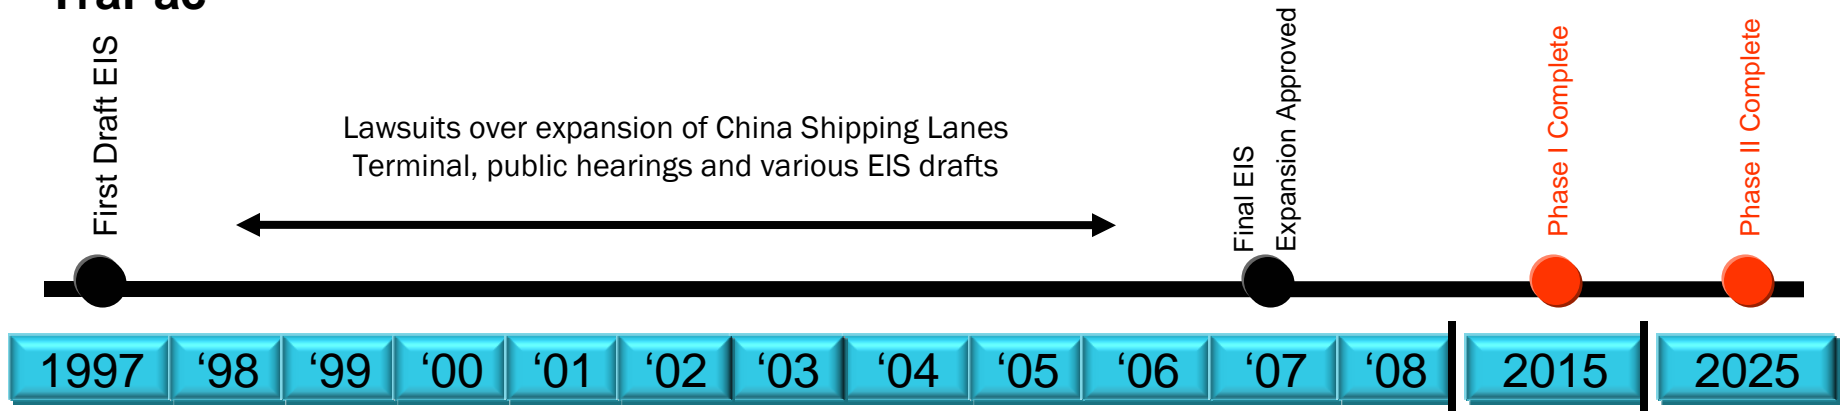 TraPac
First Draft EIS
Lawsuits over expansion of China Shipping Lanes
Terminal, public hearings and various EIS drafts
Final EIS
Expansion Approved
Phase I Complete
Phase II Complete
1997 ‘98 ‘99 ‘00 ‘01 ‘02 ‘03 ‘04 ‘05 ‘06 ‘07 ‘08 2015 2025